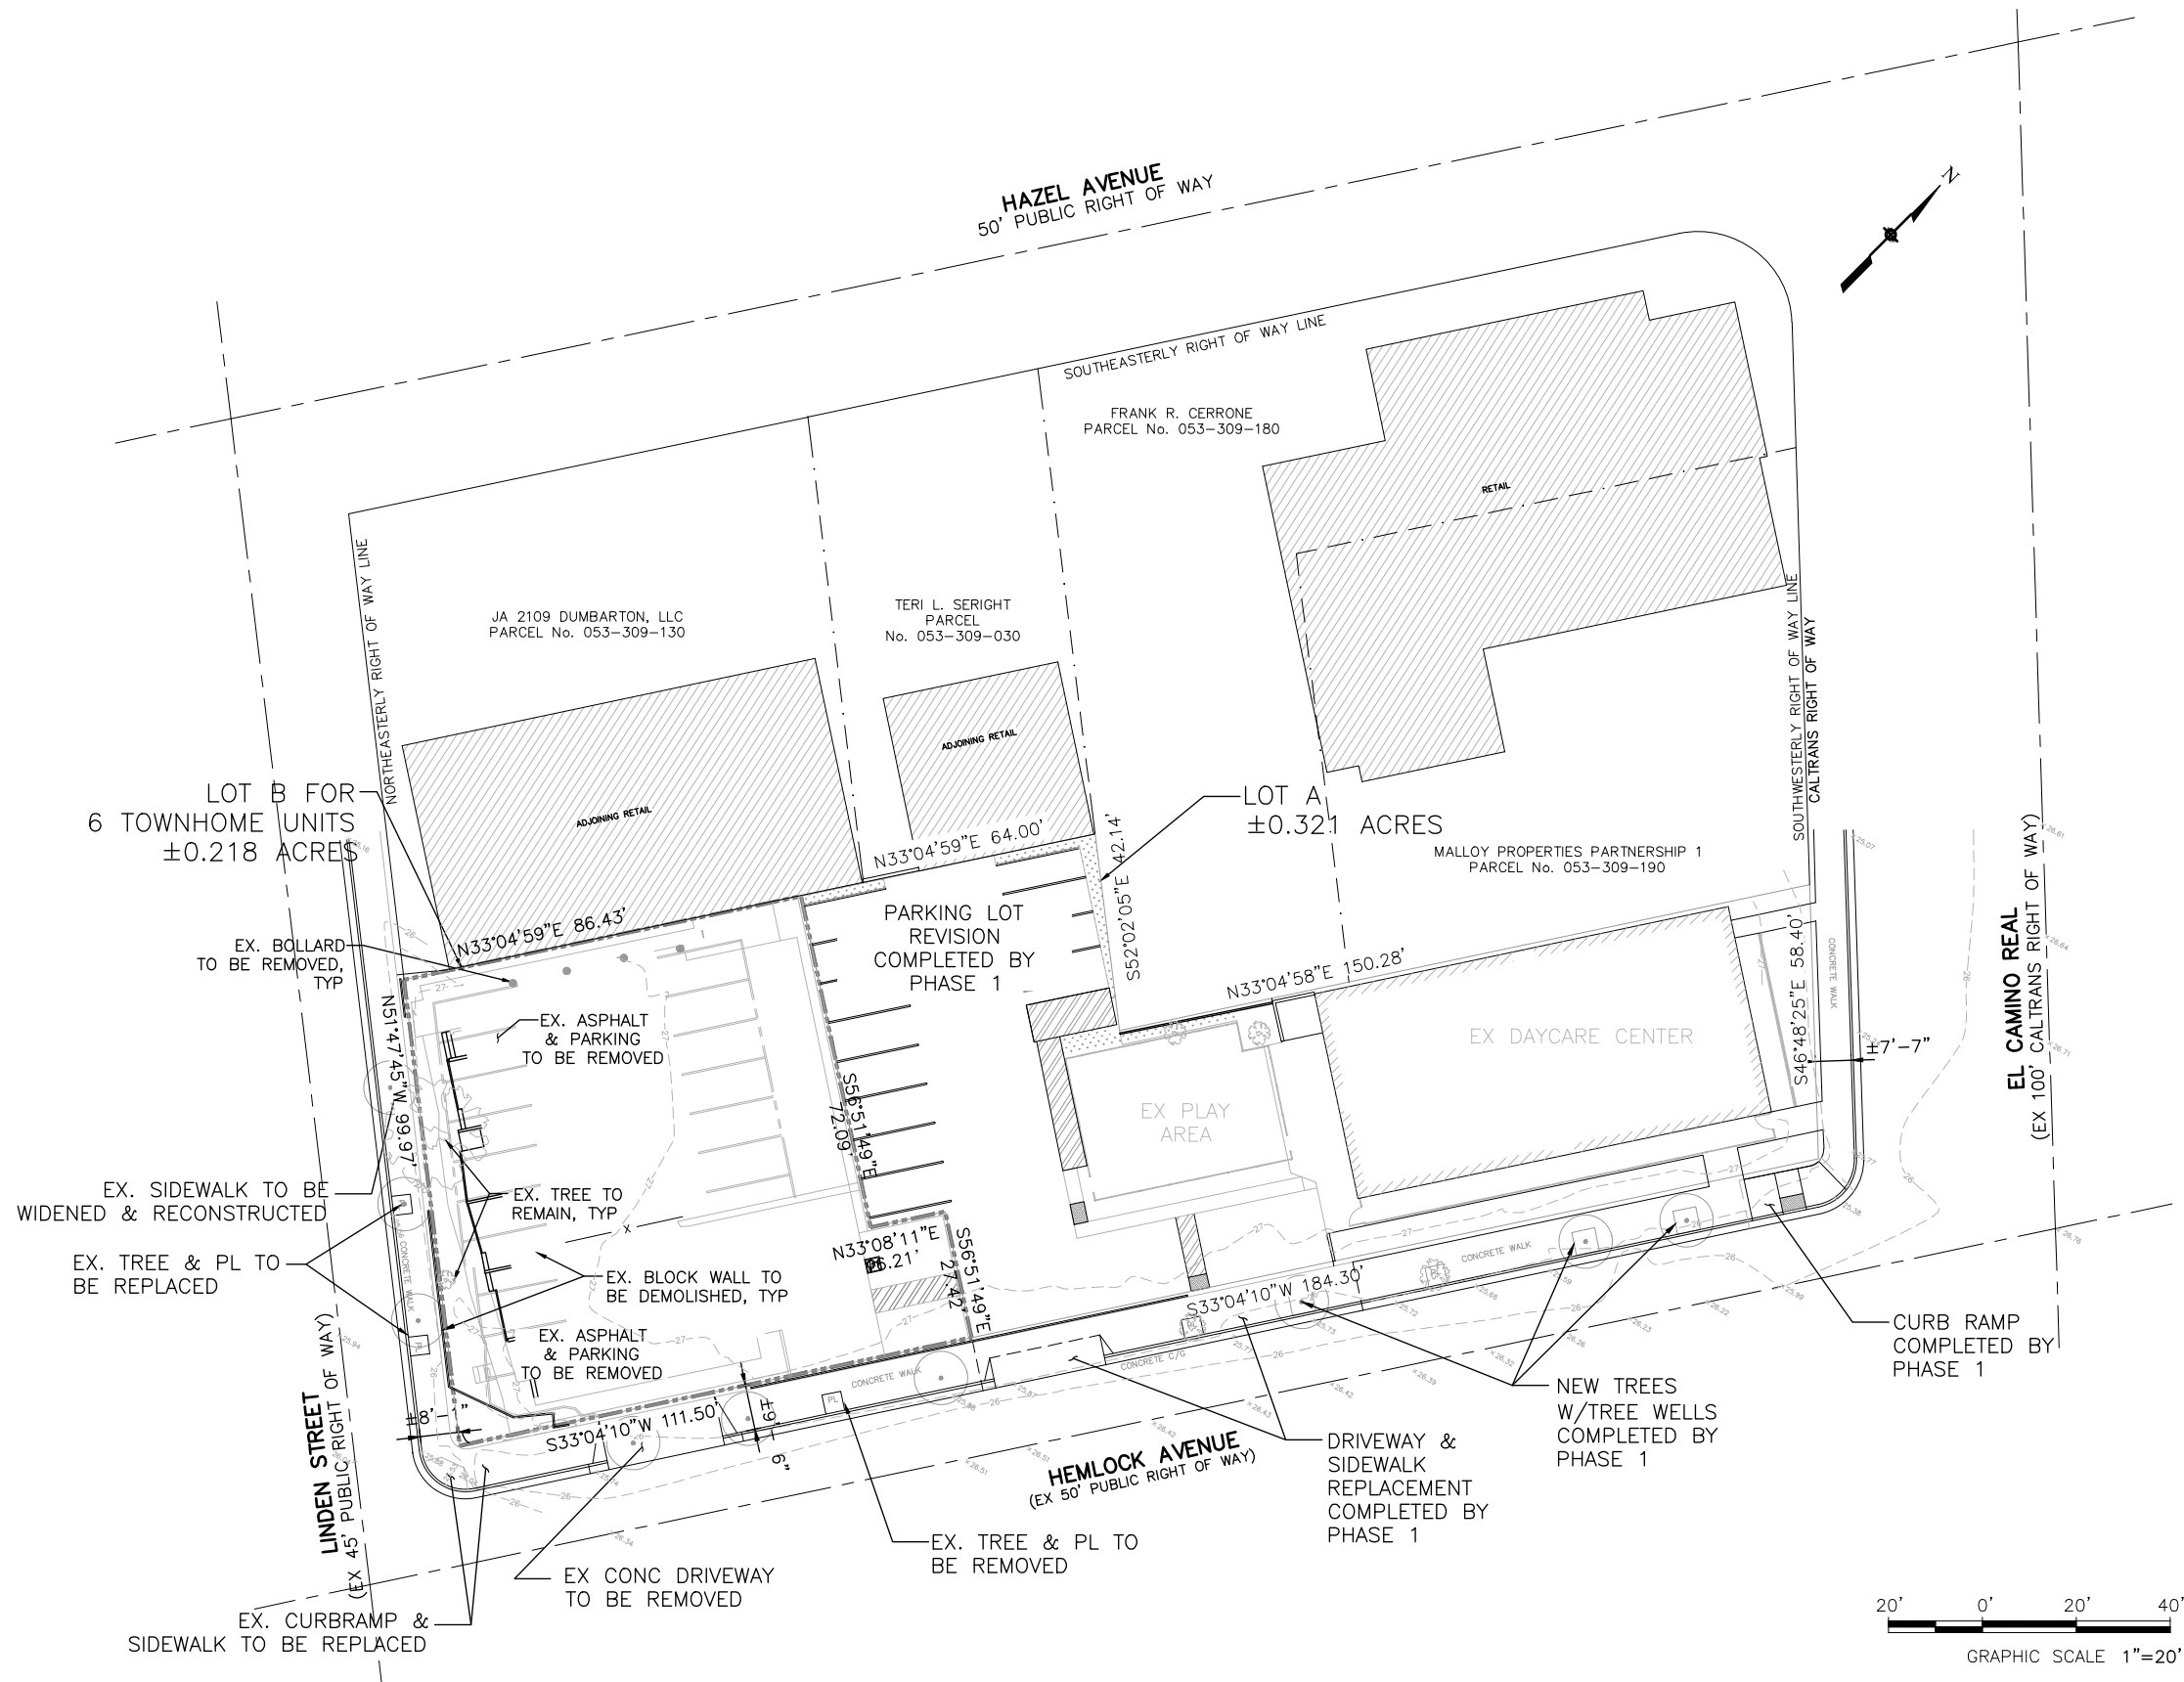 HAZEL AVENUE
50' PUBLIC RIGHT OF WAY
N
SOUTHEASTERLY RIGHT OF WAY LINE
FRANK R. CERRONE
PARCEL No. 053-309-180
RETAIL
NORTHEASTERLY RIGHT OF WAY LINE
JA 2109 DUMBARTON, LLC
PARCEL No. 053-309-130
TERI L. SERIGHT
PARCEL
No. 053-309-030
ADJOINING RETAIL
ADJOINING RETAIL
SOUTHWESTERLY RIGHT OF WAY LINE
CALTRANS RIGHT OF WAY
LOT B FOR
6 TOWNHOME UNITS
±0.218 ACRES
LOT A
±0.321 ACRES
N33°04'59"E 64.00'
S52°02'05"E 42.14'
MALLOY PROPERTIES PARTNERSHIP 1
PARCEL No. 053-309-190
EL CAMINO REAL
(EX 100' CALTRANS RIGHT OF WAY)
N33°04'59"E 86.43'
PARKING LOT
REVISION
COMPLETED BY
PHASE 1
EX. BOLLARD
TO BE REMOVED,
TYP
N33°04'58"E 150.28'
S46°48'25"E 58.40'
CONCRETE WALK
±7'-7"
EX. ASPHALT
& PARKING
TO BE REMOVED
EX DAYCARE CENTER
EX PLAY
AREA
N51°47'45"W 99.97'
S56°51'49"E
72.09'
EX. SIDEWALK TO BE
WIDENED & RECONSTRUCTED
EX. TREE TO
REMAIN, TYP
EX. TREE & PL TO
BE REPLACED
PL
PL
CONCRETE WALK
N33°08'11"E
S56°51'49"E
27.42'
EX. BLOCK WALL TO
BE DEMOLISHED, TYP
EX. ASPHALT
& PARKING
TO BE REMOVED
S33°04'10"W 184.30'
CONCRETE WALK
CONCRETE WALK
CONCRETE C/G
PL
PL
S33°04'10"W 111.50'
±8'-1"
±9'-6"
CURB RAMP
COMPLETED BY
PHASE 1
NEW TREES
W/TREE WELLS
COMPLETED BY
PHASE 1
DRIVEWAY &
SIDEWALK
REPLACEMENT
COMPLETED BY
PHASE 1
HEMLOCK AVENUE
(EX 50' PUBLIC RIGHT OF WAY)
LINDEN STREET
(EX 45' PUBLIC RIGHT OF WAY)
EX. TREE & PL TO
BE REMOVED
EX CONC DRIVEWAY
TO BE REMOVED
EX. CURBRAMP &
SIDEWALK TO BE REPLACED
20' 0' 20' 40'
GRAPHIC SCALE 1"=20'